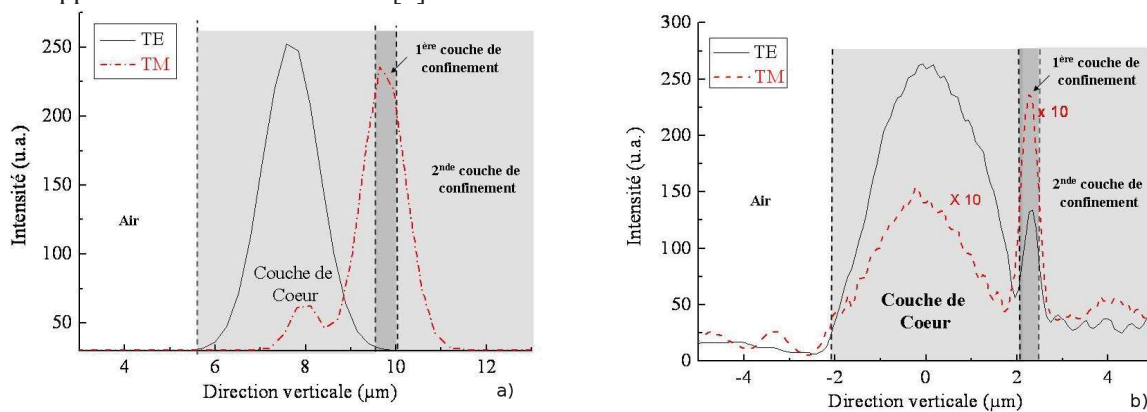 TE
TM
1ère couche de
confinement
2nde couche de
confinement
Air
Couche de
Coeur
Intensité (u.a.)
250
200
150
100
50
4
6
8
10
12
Direction verticale (µm)
a)
TE
TM
1ère couche de
confinement
x 10
2nde couche de
confinement
X 10
Air
Couche de
Coeur
Intensité (u.a.)
300
250
200
150
100
50
0
-4
-2
0
2
4
Direction verticale (µm)
b)